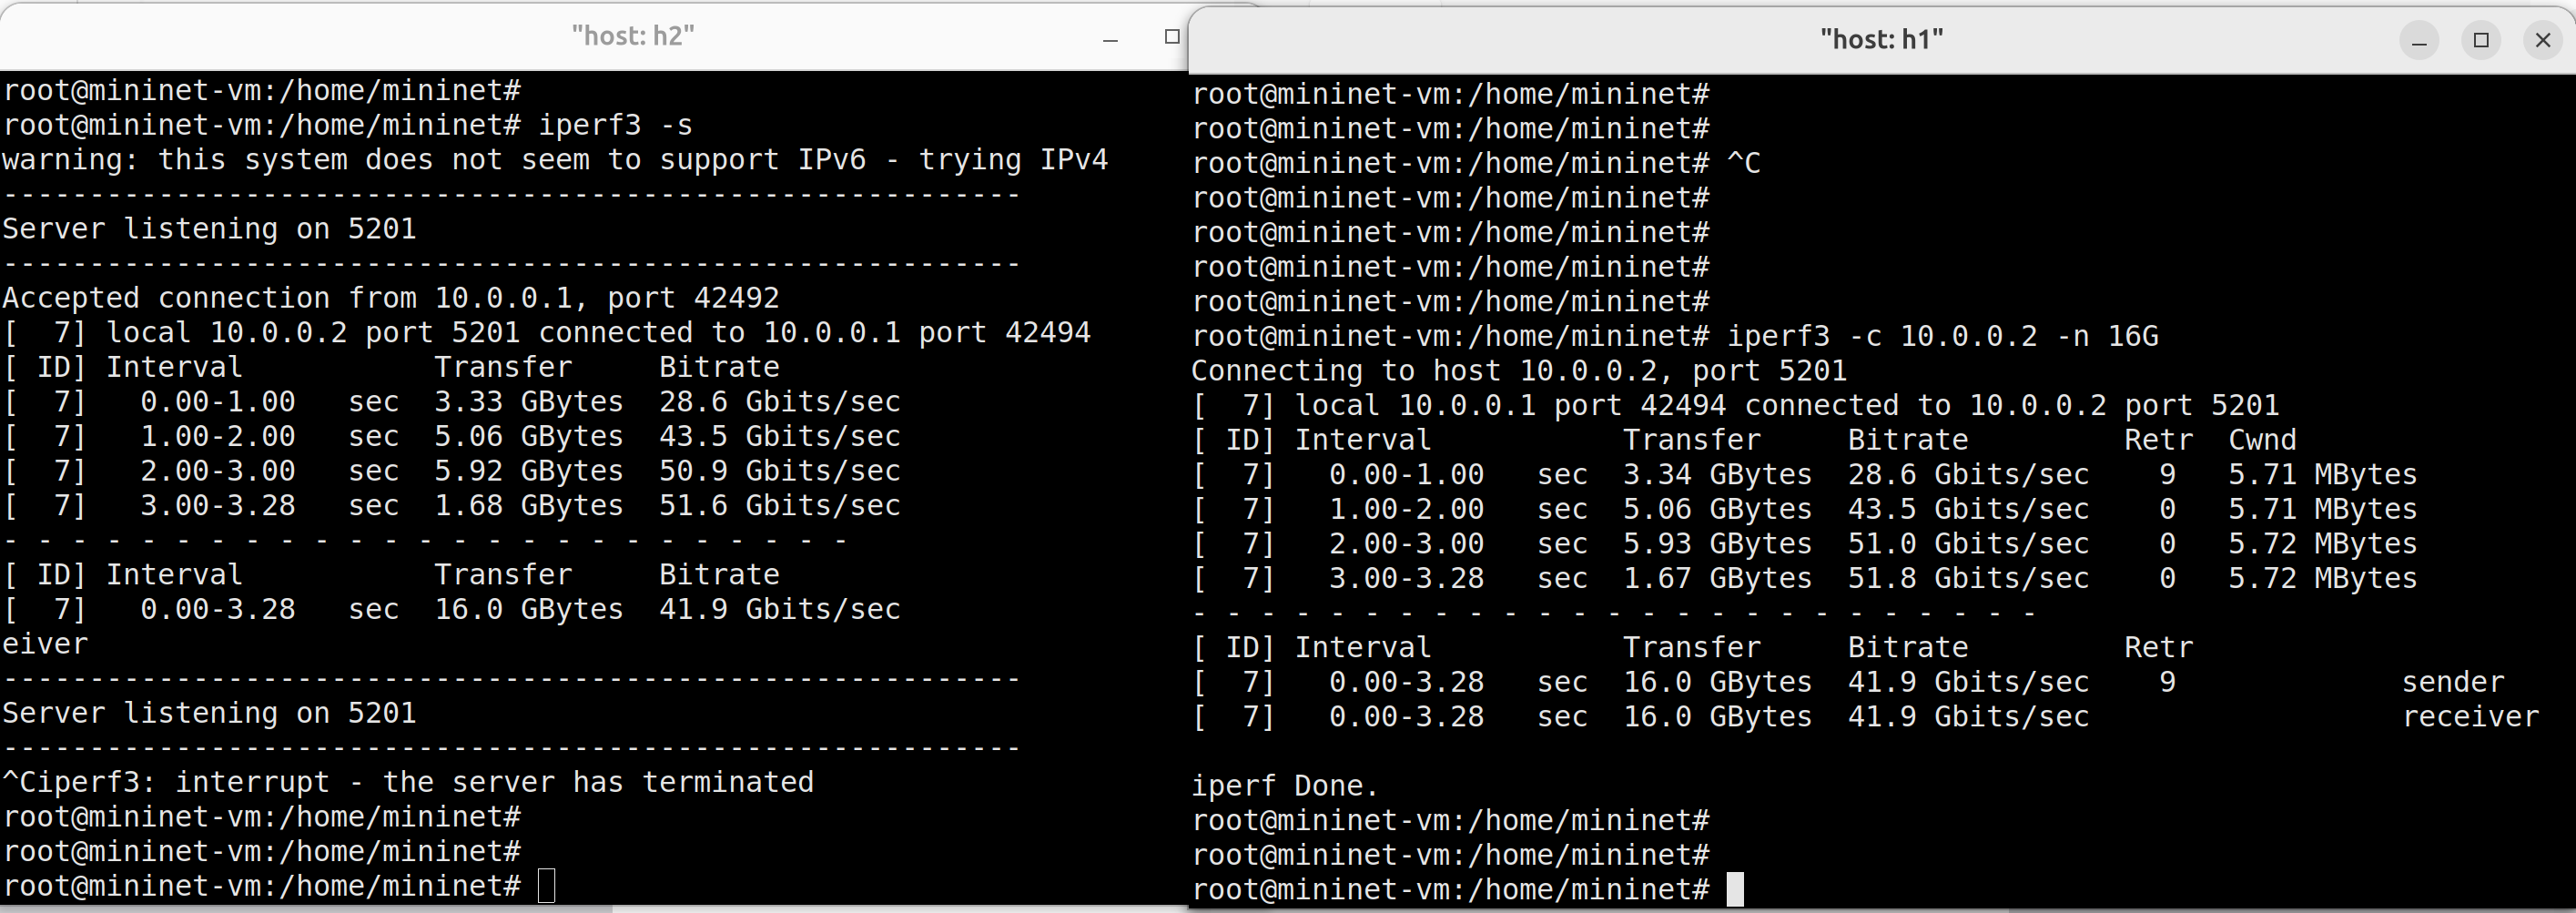 "host: h2"
root@mininet-vm:/home/mininet#
root@mininet-vm:/home/mininet# iperf3 -s
warning: this system does not seem to support IPv6 - trying IPv4
-----------------------------------------------------------
Server listening on 5201
-----------------------------------------------------------
Accepted connection from 10.0.0.1, port 42492
[  7] local 10.0.0.2 port 5201 connected to 10.0.0.1 port 42494
[ ID] Interval           Transfer     Bitrate
[  7]   0.00-1.00   sec  3.33 GBytes  28.6 Gbits/sec
[  7]   1.00-2.00   sec  5.06 GBytes  43.5 Gbits/sec
[  7]   2.00-3.00   sec  5.92 GBytes  50.9 Gbits/sec
[  7]   3.00-3.28   sec  1.68 GBytes  51.6 Gbits/sec
- - - - - - - - - - - - - - - - - - - - - - - - -
[ ID] Interval           Transfer     Bitrate
[  7]   0.00-3.28   sec  16.0 GBytes  41.9 Gbits/sec
eiver
-----------------------------------------------------------
Server listening on 5201
-----------------------------------------------------------
^Ciperf3: interrupt - the server has terminated
root@mininet-vm:/home/mininet#
root@mininet-vm:/home/mininet#
root@mininet-vm:/home/mininet#
"host: h1"
root@mininet-vm:/home/mininet#
root@mininet-vm:/home/mininet#
root@mininet-vm:/home/mininet# ^C
root@mininet-vm:/home/mininet#
root@mininet-vm:/home/mininet#
root@mininet-vm:/home/mininet#
root@mininet-vm:/home/mininet#
root@mininet-vm:/home/mininet# iperf3 -c 10.0.0.2 -n 16G
Connecting to host 10.0.0.2, port 5201
[  7] local 10.0.0.1 port 42494 connected to 10.0.0.2 port 5201
[ ID] Interval           Transfer     Bitrate         Retr  Cwnd
[  7]   0.00-1.00   sec  3.34 GBytes  28.6 Gbits/sec    9   5.71 MBytes
[  7]   1.00-2.00   sec  5.06 GBytes  43.5 Gbits/sec    0   5.71 MBytes
[  7]   2.00-3.00   sec  5.93 GBytes  51.0 Gbits/sec    0   5.72 MBytes
[  7]   3.00-3.28   sec  1.67 GBytes  51.8 Gbits/sec    0   5.72 MBytes
- - - - - - - - - - - - - - - - - - - - - - - - -
[ ID] Interval           Transfer     Bitrate         Retr
[  7]   0.00-3.28   sec  16.0 GBytes  41.9 Gbits/sec    9             sender
[  7]   0.00-3.28   sec  16.0 GBytes  41.9 Gbits/sec                  receiver
iperf Done.
root@mininet-vm:/home/mininet#
root@mininet-vm:/home/mininet#
root@mininet-vm:/home/mininet#